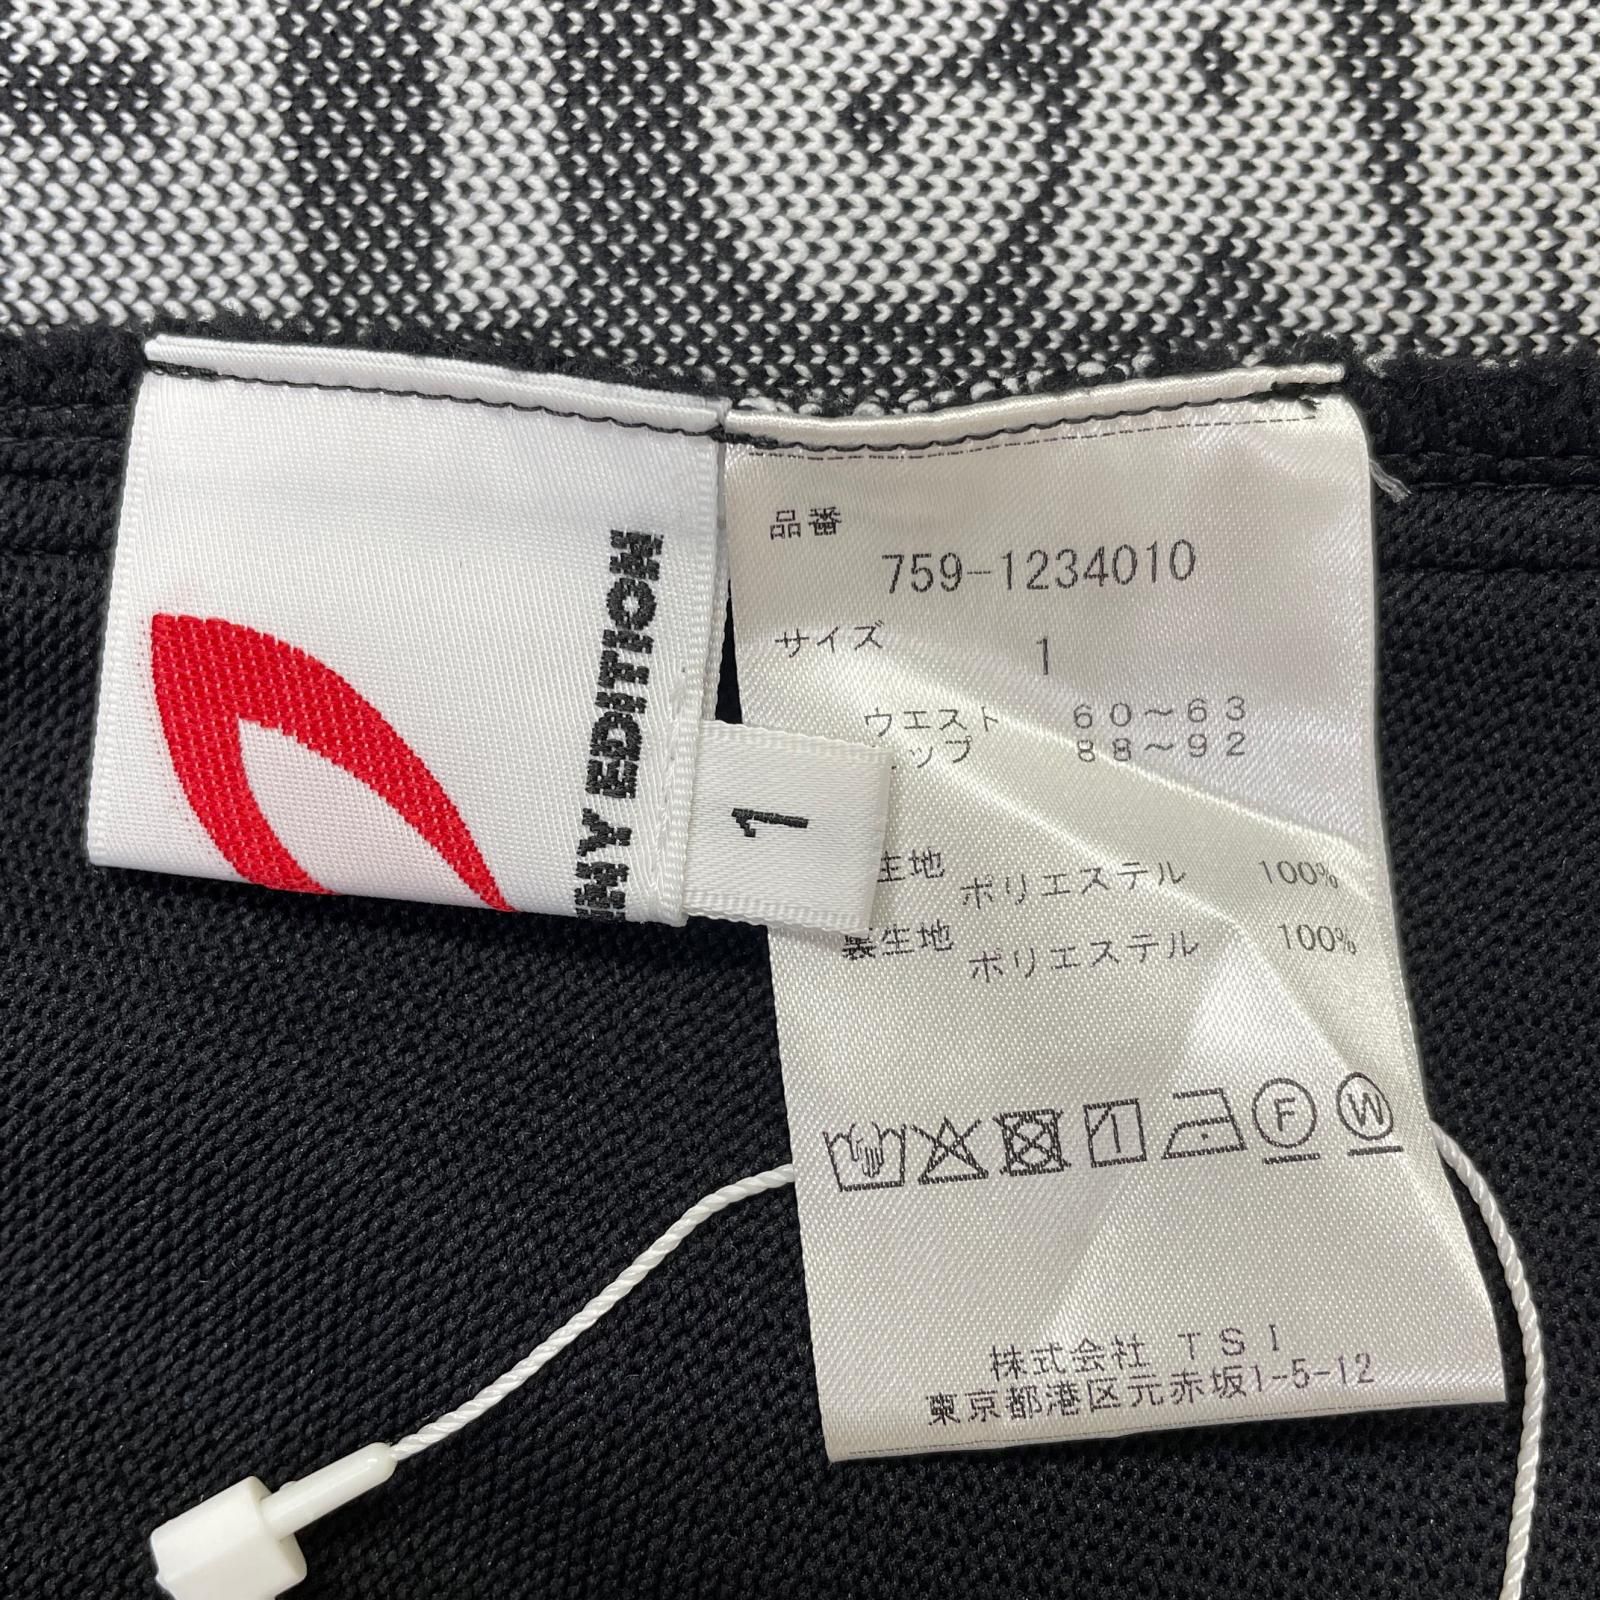 EDITION
1
品番
759-1234010
サイズ 1
ウエスト 60～63
ップ 88～92
生地 ポリエステル 100%
裏生地 ポリエステル 100%
F W
株式会社 TSI
東京都港区元赤坂1-5-12